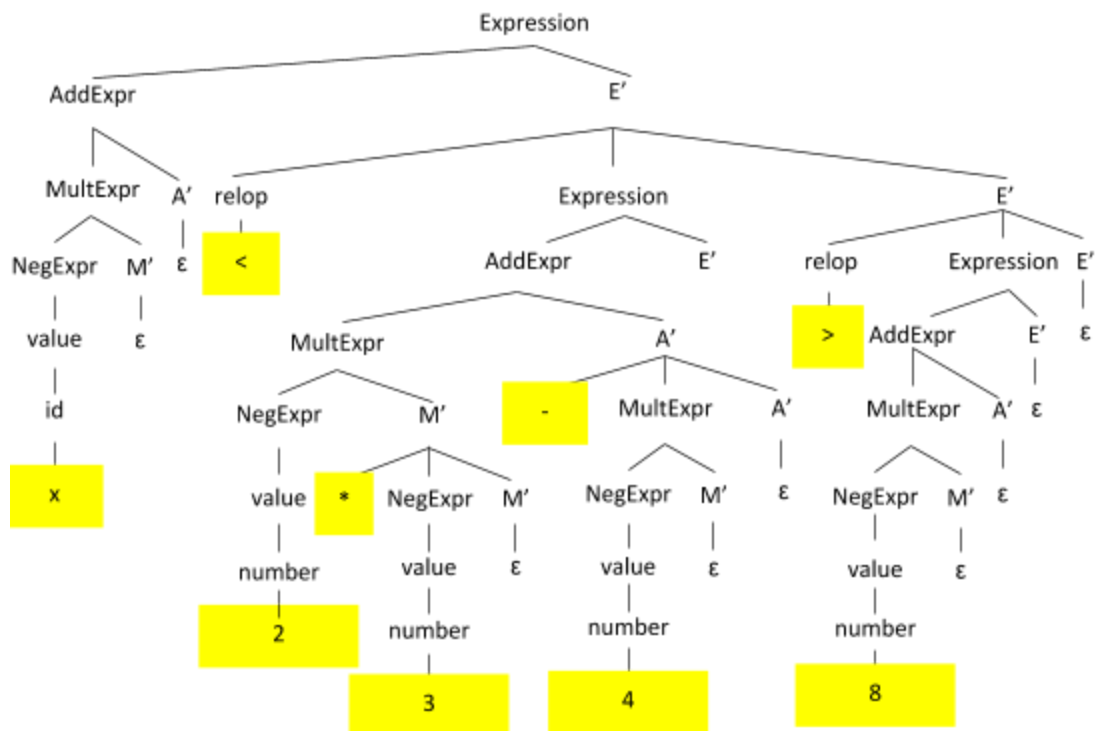 Expression
AddExpr E’
MultExpr A’ relop Expression E’
NegExpr M’ ε < AddExpr E’ relop Expression E’
value ε MultExpr A’ > AddExpr E’ ε
id NegExpr M’ - MultExpr A’ MultExpr A’ ε
x value * NegExpr M’ NegExpr M’ ε NegExpr M’ ε
number value ε value ε value ε
2 number number number
3 4 8